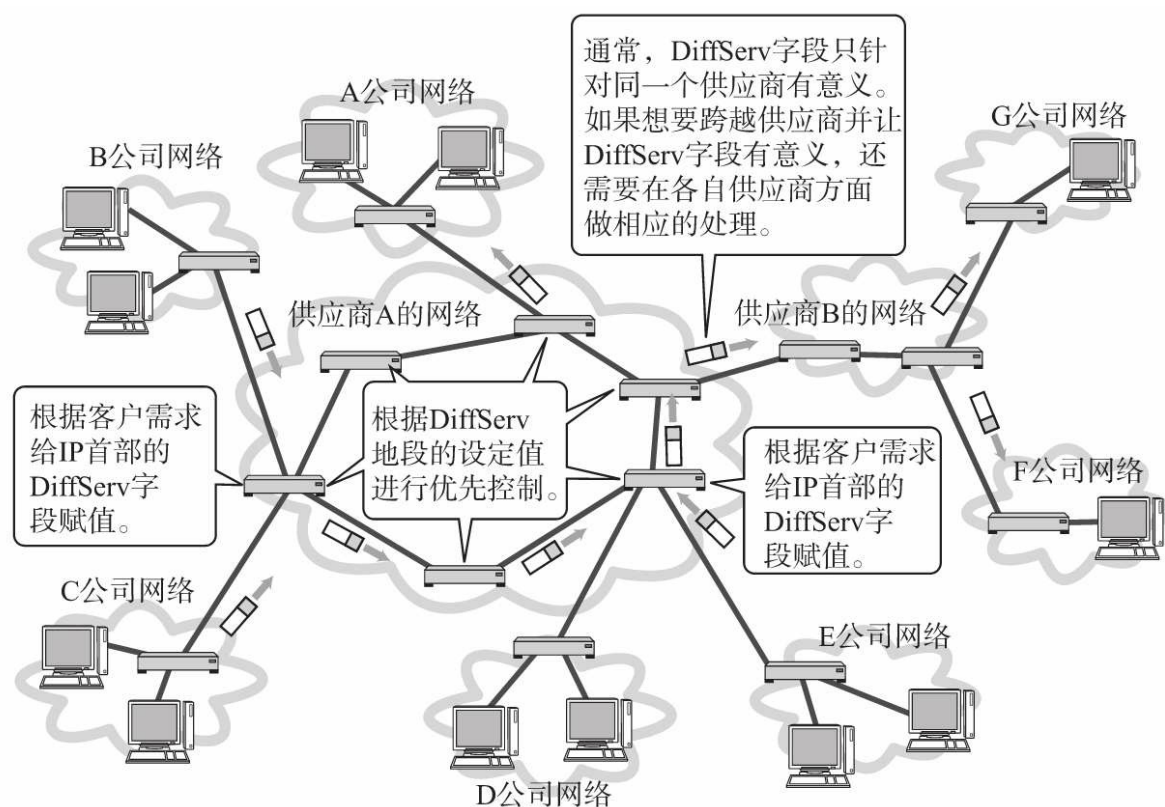 通常，DiffServ字段只针
对同一个供应商有意义。
如果想要跨越供应商并让
DiffServ字段有意义，还
需要在各自供应商方面
做相应的处理。
A公司网络
G公司网络
B公司网络
供应商A的网络
供应商B的网络
根据客户需求
给IP首部的
DiffServ字
段赋值。
根据DiffServ
地段的设定值
进行优先控制。
根据客户需求
给IP首部的
DiffServ字
段赋值。
F公司网络
C公司网络
E公司网络
D公司网络